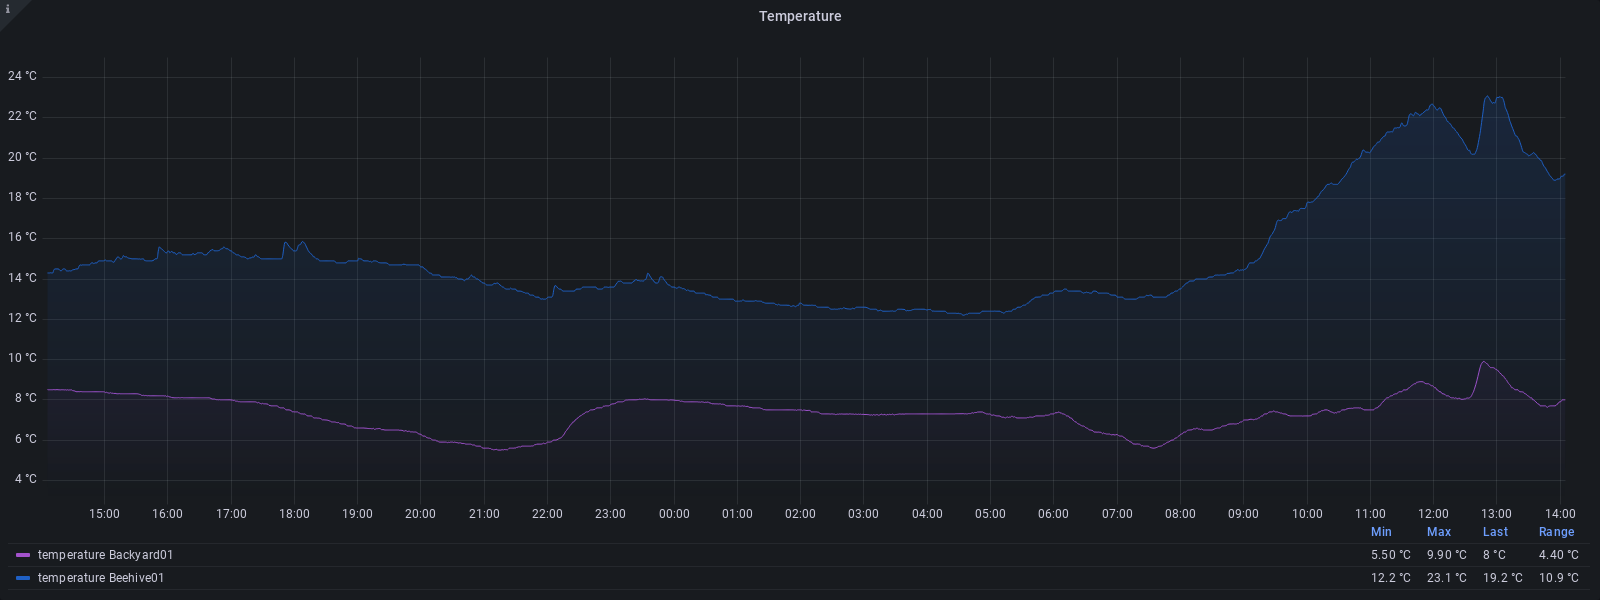 i
Temperature
24 °C
22 °C
20 °C
18 °C
16 °C
14 °C
12 °C
10 °C
8 °C
6 °C
4 °C
15:00 16:00 17:00 18:00 19:00 20:00 21:00 22:00 23:00 00:00 01:00 02:00 03:00 04:00 05:00 06:00 07:00 08:00 09:00 10:00 11:00 12:00 13:00 14:00
Min Max Last Range
temperature Backyard01 5.50 °C 9.90 °C 8 °C 4.40 °C
temperature Beehive01 12.2 °C 23.1 °C 19.2 °C 10.9 °C